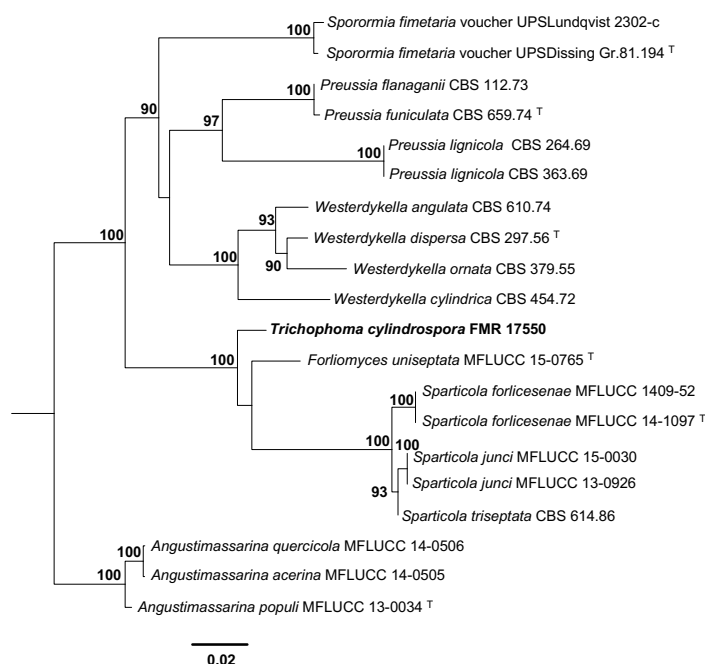 100 Sporormia fimetaria voucher UPSLundqvist 2302-c
Sporormia fimetaria voucher UPSDissing Gr.81.194 T
100 Preussia flanaganii CBS 112.73
90
97
Preussia funiculata CBS 659.74 T
Preussia lignicola CBS 264.69
100
Preussia lignicola CBS 363.69
Westerdykella angulata CBS 610.74
93
100
Westerdykella dispersa CBS 297.56 T
100
90
Westerdykella ornata CBS 379.55
Westerdykella cylindrica CBS 454.72
Trichophoma cylindrospora FMR 17550
100
Forliomyces uniseptata MFLUCC 15-0765 T
Sparticola forlicesenae MFLUCC 1409-52
100
Sparticola forlicesenae MFLUCC 14-1097 T
100 100
Sparticola junci MFLUCC 15-0030
Sparticola junci MFLUCC 13-0926
93
Sparticola triseptata CBS 614.86
100 Angustimassarina quercicola MFLUCC 14-0506
100 Angustimassarina acerina MFLUCC 14-0505
Angustimassarina populi MFLUCC 13-0034 T
0.02